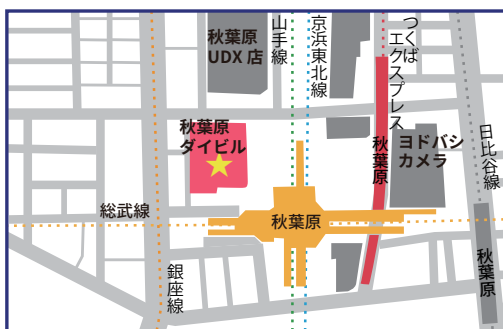 秋葉原
UDX 店
山手線
京浜東北線
つくば
エクスプレス
秋葉原
ダイビル
秋葉原
ヨドバシ
カメラ
日比谷線
総武線
秋葉原
銀座線
秋葉原